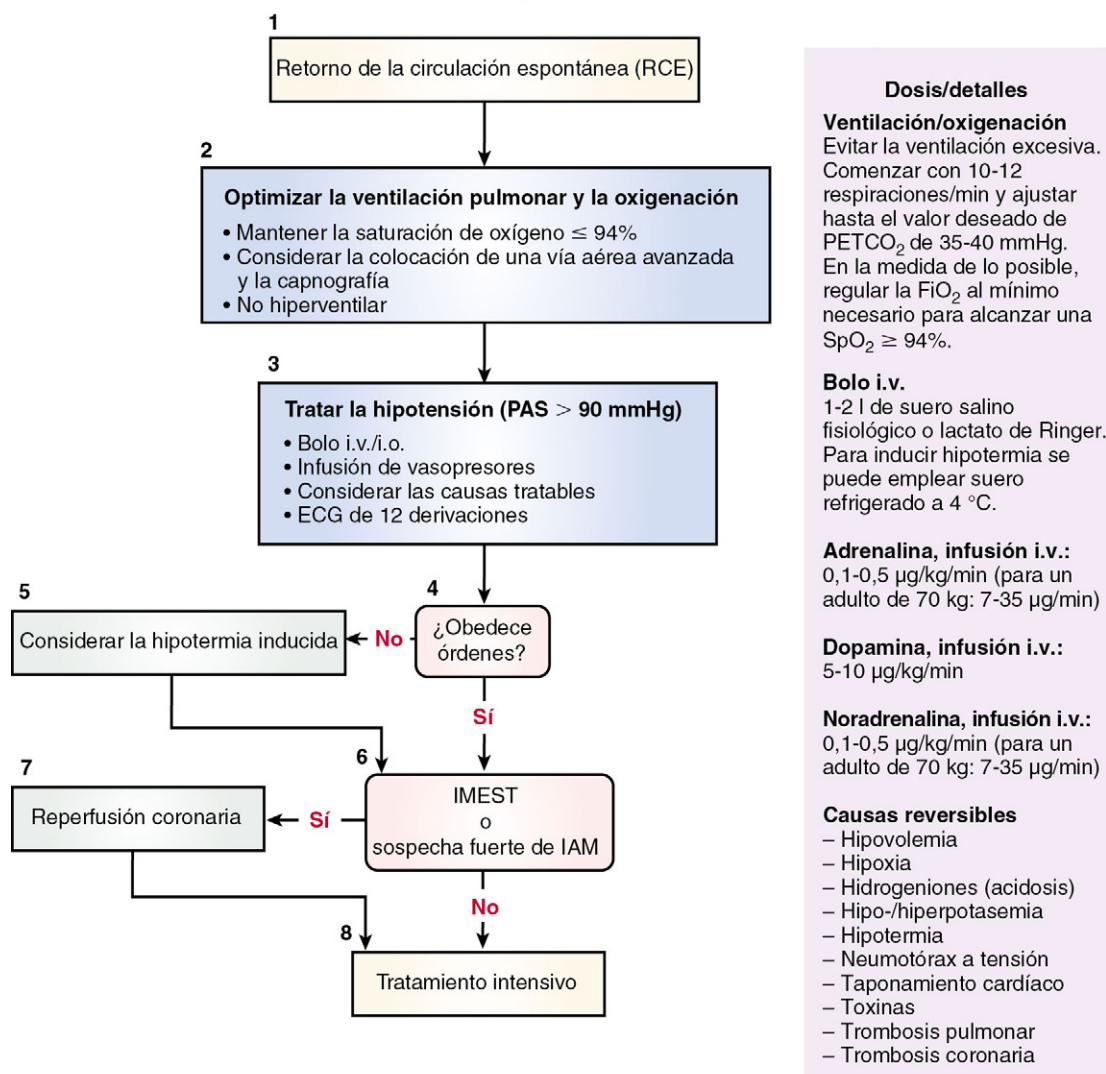 1
Retorno de la circulación espontánea (RCE)
2
Optimizar la ventilación pulmonar y la oxigenación
• Mantener la saturación de oxígeno ≤ 94%
• Considerar la colocación de una vía aérea avanzada
y la capnografía
• No hiperventilar
3
Tratar la hipotensión (PAS > 90 mmHg)
• Bolo i.v./i.o.
• Infusión de vasopresores
• Considerar las causas tratables
• ECG de 12 derivaciones
4
¿Obedece
órdenes?
No
5
Considerar la hipotermia inducida
Sí
6
IMEST
o
sospecha fuerte de IAM
Sí
7
Reperfusión coronaria
No
8
Tratamiento intensivo
Dosis/detalles
Ventilación/oxigenación
Evitar la ventilación excesiva.
Comenzar con 10-12
respiraciones/min y ajustar
hasta el valor deseado de
PETCO₂ de 35-40 mmHg.
En la medida de lo posible,
regular la FiO₂ al mínimo
necesario para alcanzar una
SpO₂ ≥ 94%.
Bolo i.v.
1-2 l de suero salino
fisiológico o lactato de Ringer.
Para inducir hipotermia se
puede emplear suero
refrigerado a 4 °C.
Adrenalina, infusión i.v.:
0,1-0,5 µg/kg/min (para un
adulto de 70 kg: 7-35 µg/min)
Dopamina, infusión i.v.:
5-10 µg/kg/min
Noradrenalina, infusión i.v.:
0,1-0,5 µg/kg/min (para un
adulto de 70 kg: 7-35 µg/min)
Causas reversibles
– Hipovolemia
– Hipoxia
– Hidrogeniones (acidosis)
– Hipo-/hiperpotasemia
– Hipotermia
– Neumotórax a tensión
– Taponamiento cardíaco
– Toxinas
– Trombosis pulmonar
– Trombosis coronaria